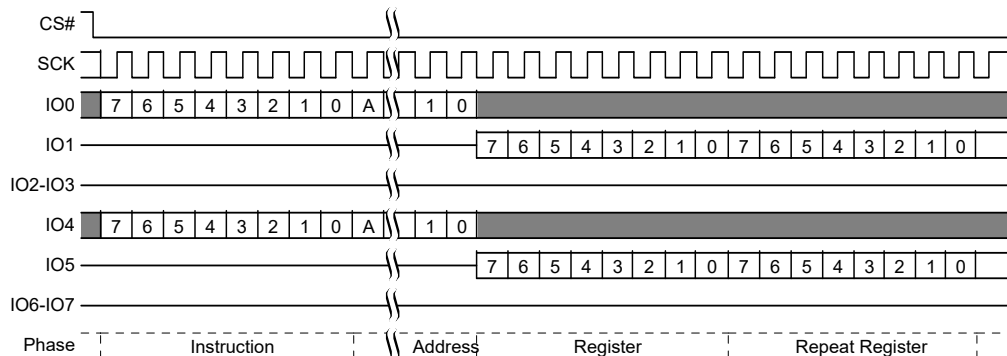 CS#
SCK
IO0 7 6 5 4 3 2 1 0 A 1 0
IO1 7 6 5 4 3 2 1 0 7 6 5 4 3 2 1 0
IO2-IO3
IO4 7 6 5 4 3 2 1 0 A 1 0
IO5 7 6 5 4 3 2 1 0 7 6 5 4 3 2 1 0
IO6-IO7
Phase Instruction Address Register Repeat Register